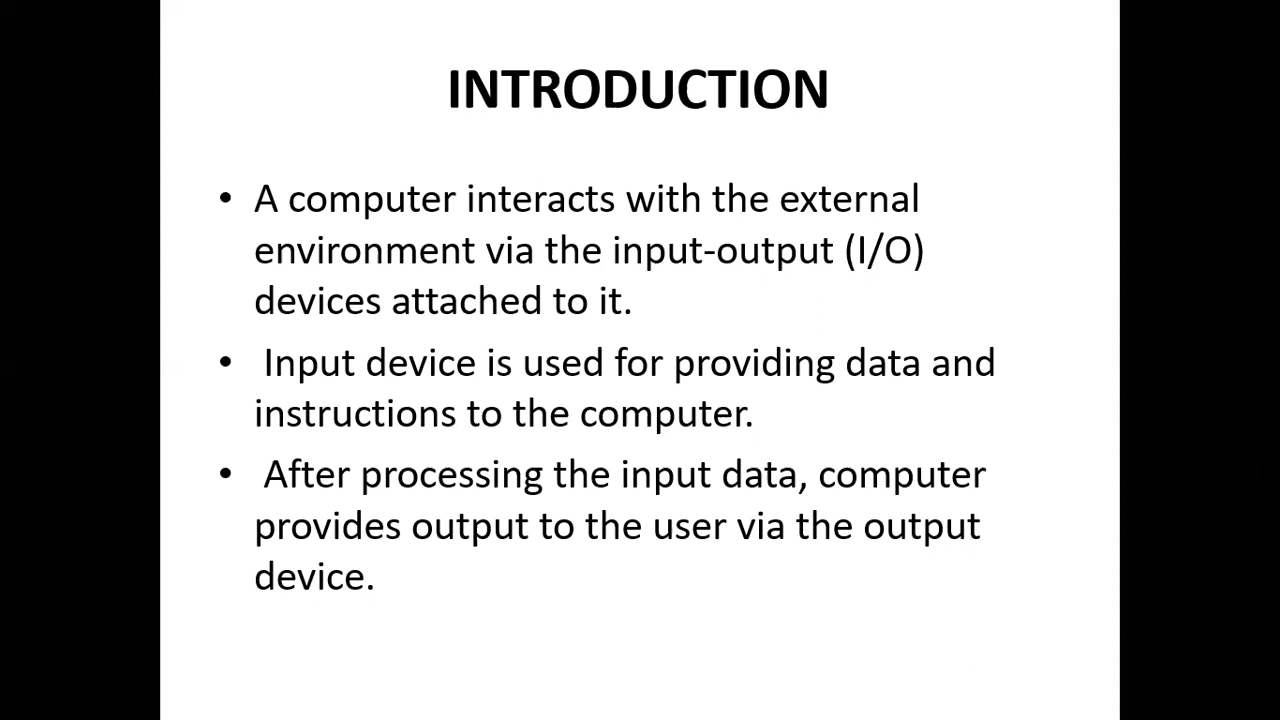 INTRODUCTION
• A computer interacts with the external
environment via the input-output (I/O)
devices attached to it.
• Input device is used for providing data and
instructions to the computer.
• After processing the input data, computer
provides output to the user via the output
device.